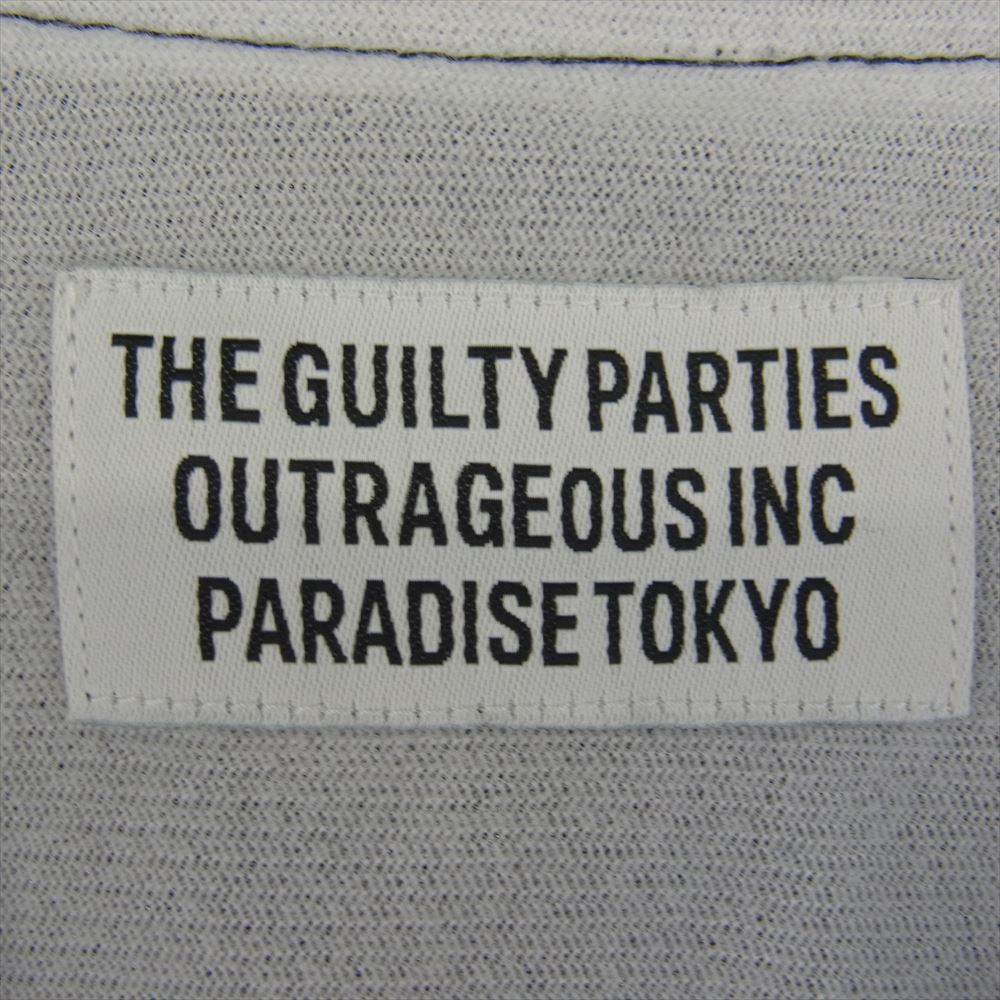 THE GUILTY PARTIES
OUTRAGEOUS INC
PARADISE TOKYO